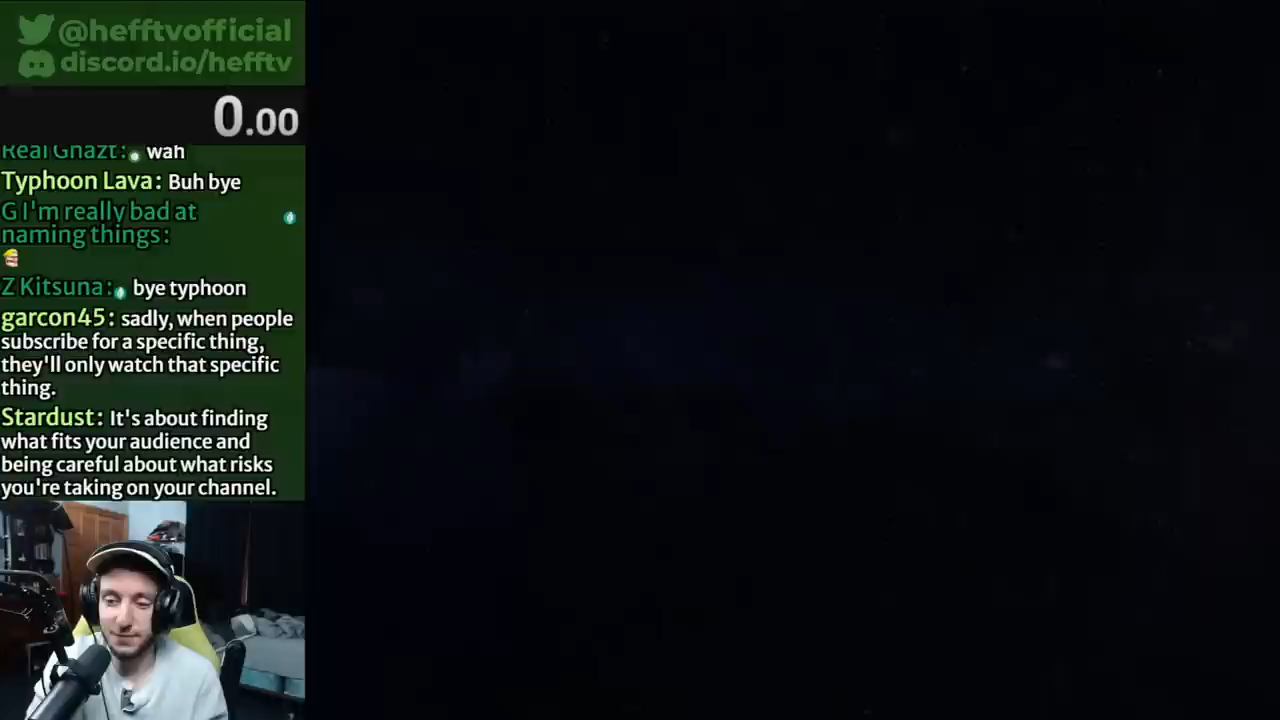 @hefftvofficial
discord.io/hefftv
0.00
Real Ghazt: wah
Typhoon Lava: Buh bye
G I'm really bad at
naming things:
Z Kitsuna: bye typhoon
garcon45: sadly, when people
subscribe for a specific thing,
they'll only watch that specific
thing.
Stardust: It's about finding
what fits your audience and
being careful about what risks
you're taking on your channel.